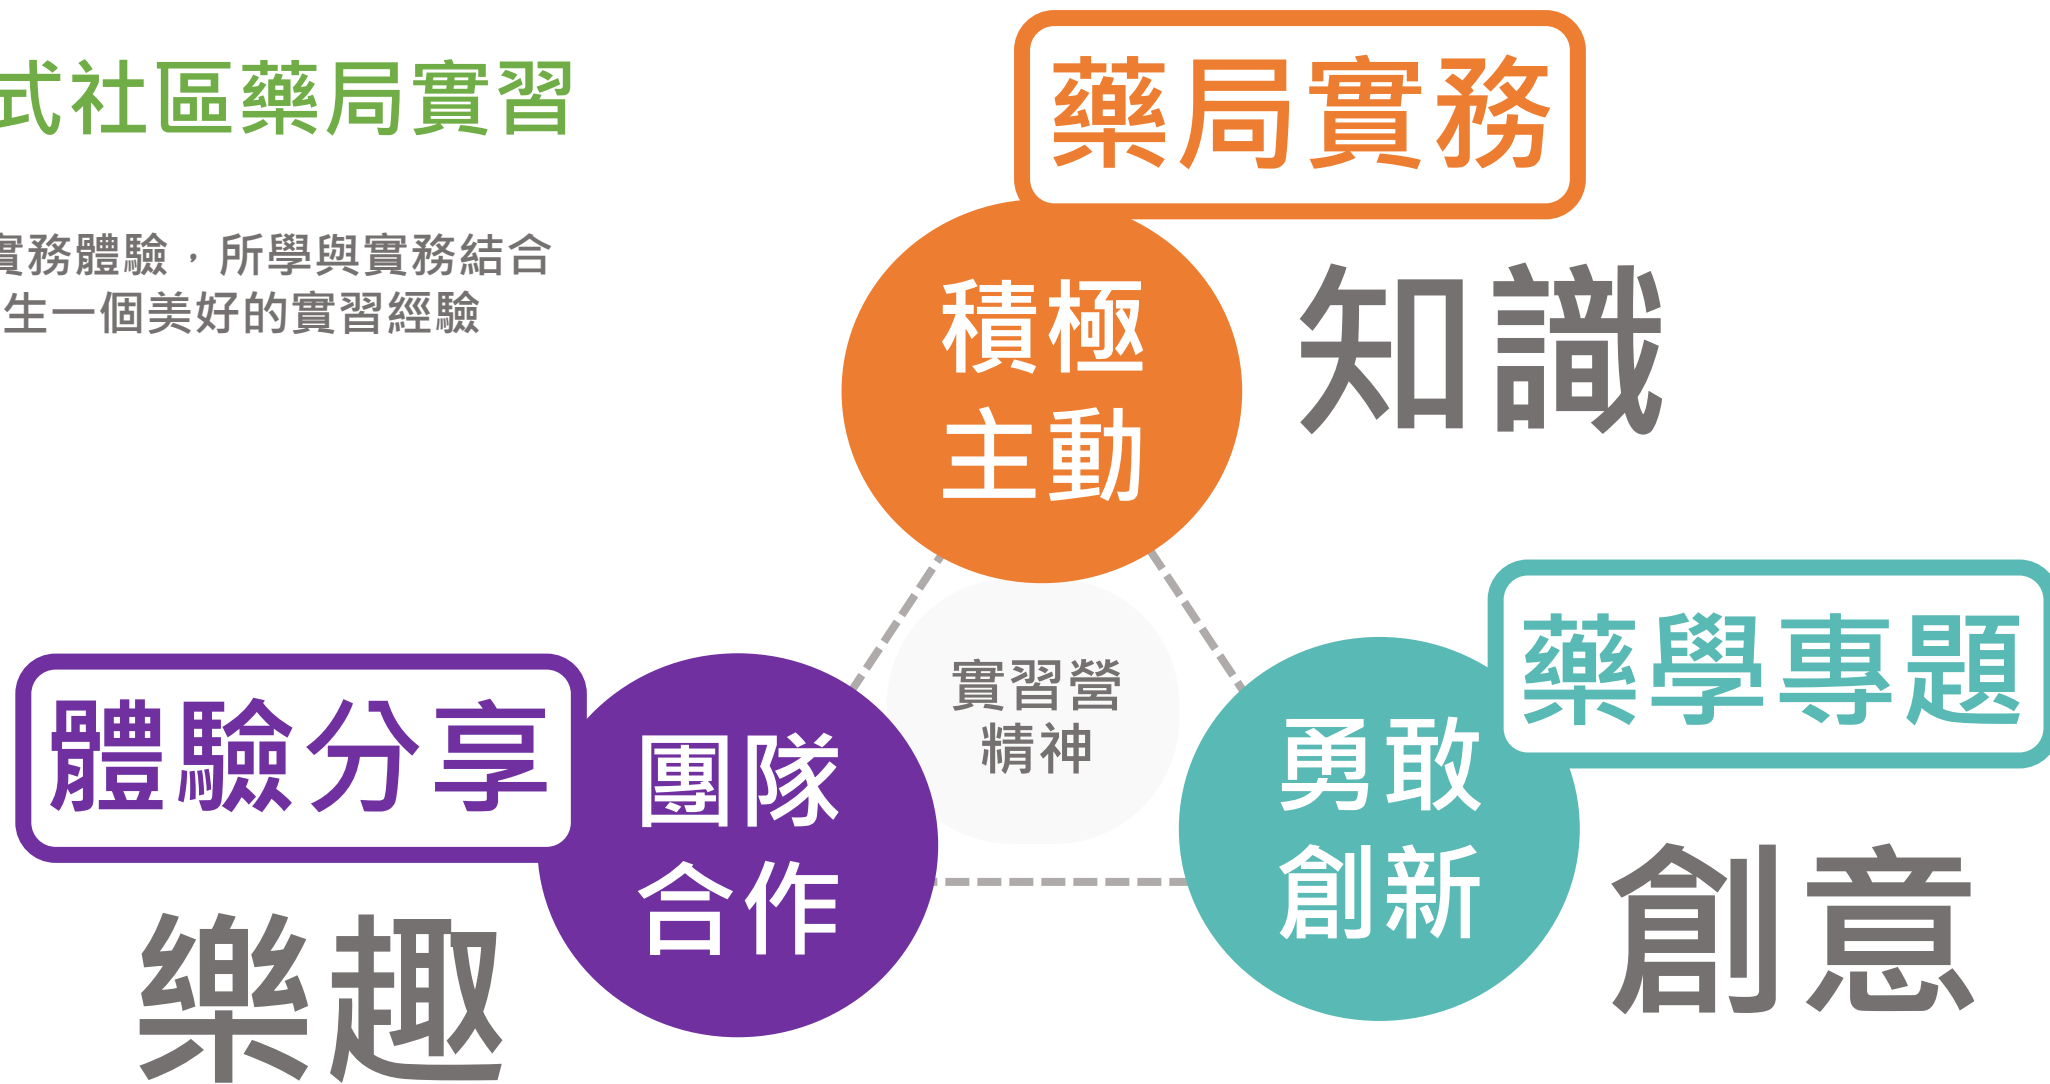 式社區藥局實習
實務體驗，所學與實務結合
生一個美好的實習經驗
藥局實務
積極
主動
知識
實習營
精神
藥學專題
勇敢
創新
創意
體驗分享
團隊
合作
樂趣